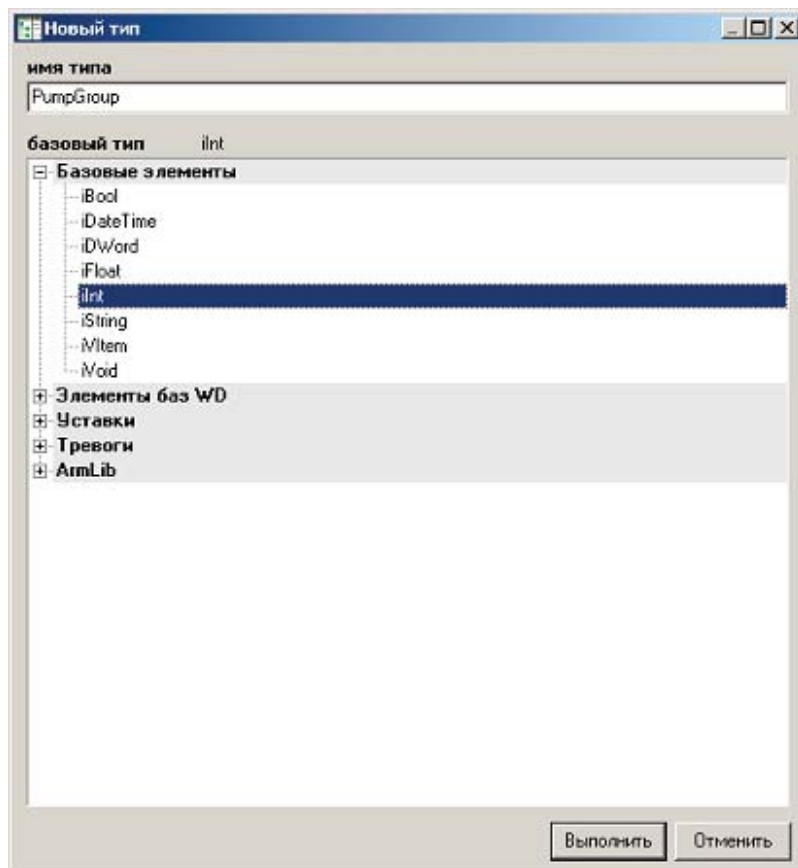 Новый тип
имя типа
PumpGroup
базовый тип iInt
Базовые элементы
iBool
iDateTime
iDWord
iFloat
iInt
iString
iVItem
iVoid
Элементы баз WD
Уставки
Тревоги
ArmLib
Выполнить Отменить